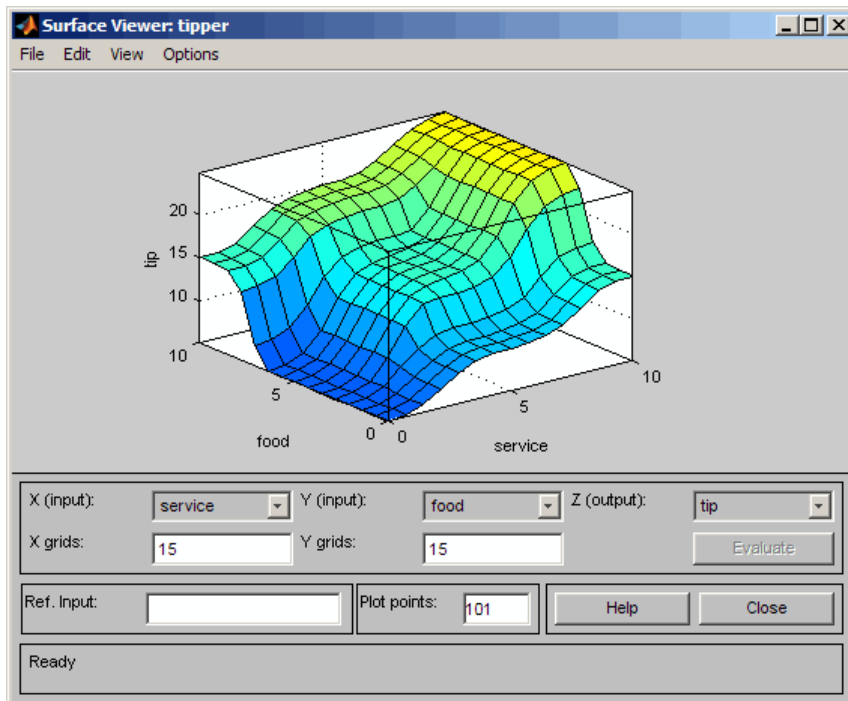 Surface Viewer: tipper
File Edit View Options
20
15
10
tip
10
5
0
food
0
5
10
service
X (input): service Y (input): food Z (output): tip
X grids: 15 Y grids: 15 Evaluate
Ref. Input: Plot points: 101 Help Close
Ready